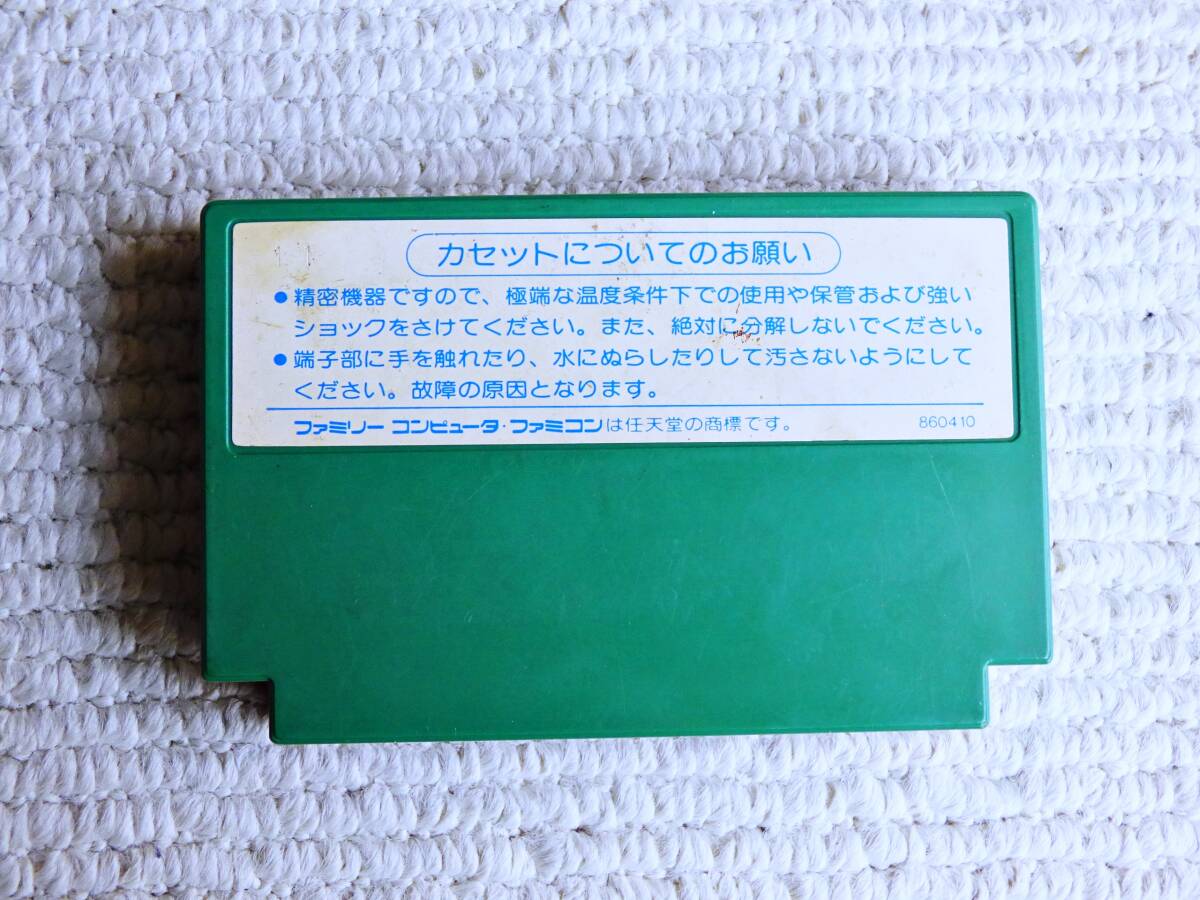 カセットについてのお願い
●精密機器ですので、極端な温度条件下での使用や保管および強い
ショックをさけてください。また、絶対に分解しないでください。
●端子部に手を触れたり、水にぬらしたりして汚さないようにして
ください。故障の原因となります。
ファミリー コンピュータ・ファミコンは任天堂の商標です。 860410